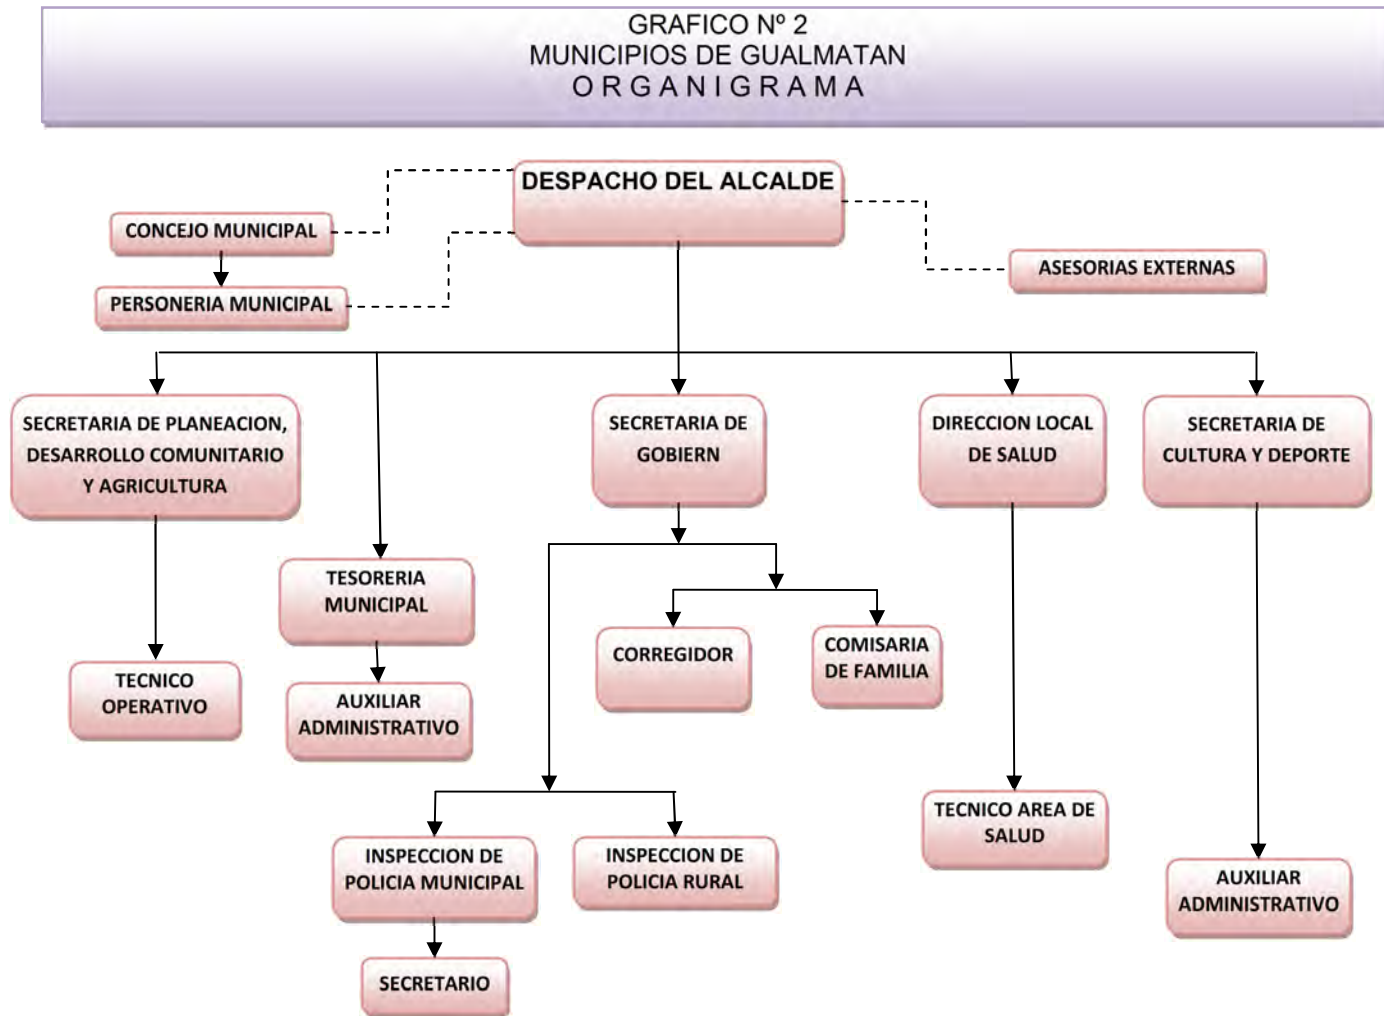 GRAFICO Nº 2
MUNICIPIOS DE GUALMATAN
O R G A N I G R A M A
DESPACHO DEL ALCALDE
CONCEJO MUNICIPAL
PERSONERIA MUNICIPAL
ASESORIAS EXTERNAS
SECRETARIA DE PLANEACION,
DESARROLLO COMUNITARIO
Y AGRICULTURA
SECRETARIA DE
GOBIERN
DIRECCION LOCAL
DE SALUD
SECRETARIA DE
CULTURA Y DEPORTE
TESORERIA
MUNICIPAL
CORREGIDOR
COMISARIA
DE FAMILIA
TECNICO
OPERATIVO
AUXILIAR
ADMINISTRATIVO
TECNICO AREA DE
SALUD
INSPECCION DE
POLICIA MUNICIPAL
INSPECCION DE
POLICIA RURAL
AUXILIAR
ADMINISTRATIVO
SECRETARIO